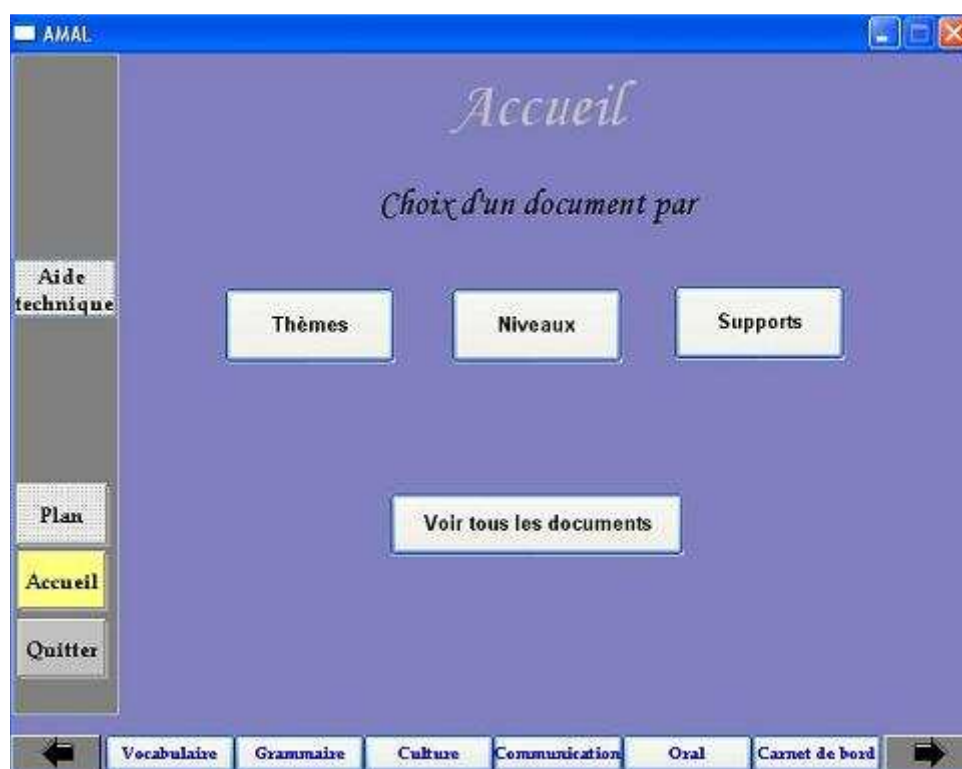 AMAL
Accueil
Choix d'un document par
Aide
technique
Thèmes
Niveaux
Supports
Plan
Voir tous les documents
Accueil
Quitter
Vocabulaire
Grammaire
Culture
Communication
Oral
Carnet de bord